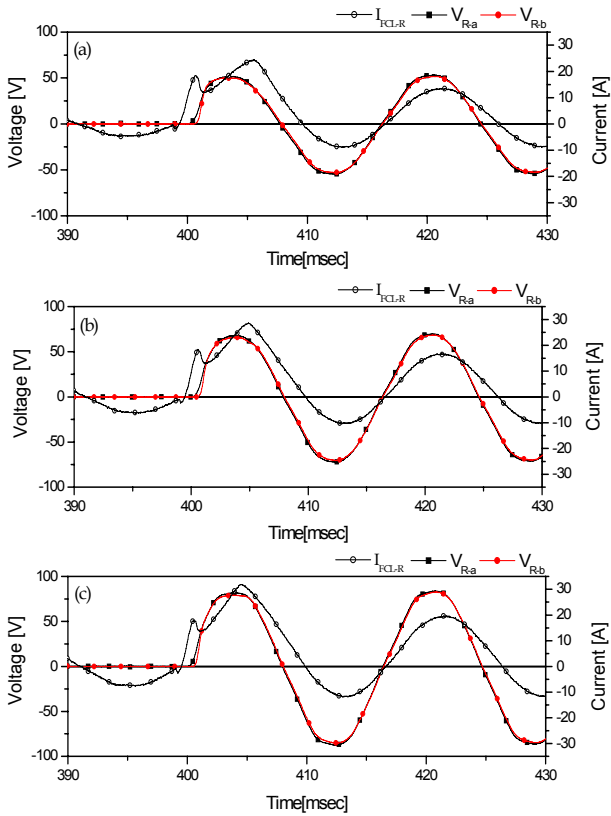 I_FCL-R V_R-a V_R-b
(a)
100
50
0
-50
-100
Voltage [V]
30
20
10
0
-10
-20
-30
Current [A]
390 400 410 420 430
Time[msec]
I_FCL-R V_R-a V_R-b
(b)
100
50
0
-50
-100
Voltage [V]
30
20
10
0
-10
-20
-30
Current [A]
390 400 410 420 430
Time[msec]
I_FCL-R V_R-a V_R-b
(c)
100
50
0
-50
-100
Voltage [V]
30
20
10
0
-10
-20
-30
Current [A]
390 400 410 420 430
Time[msec]